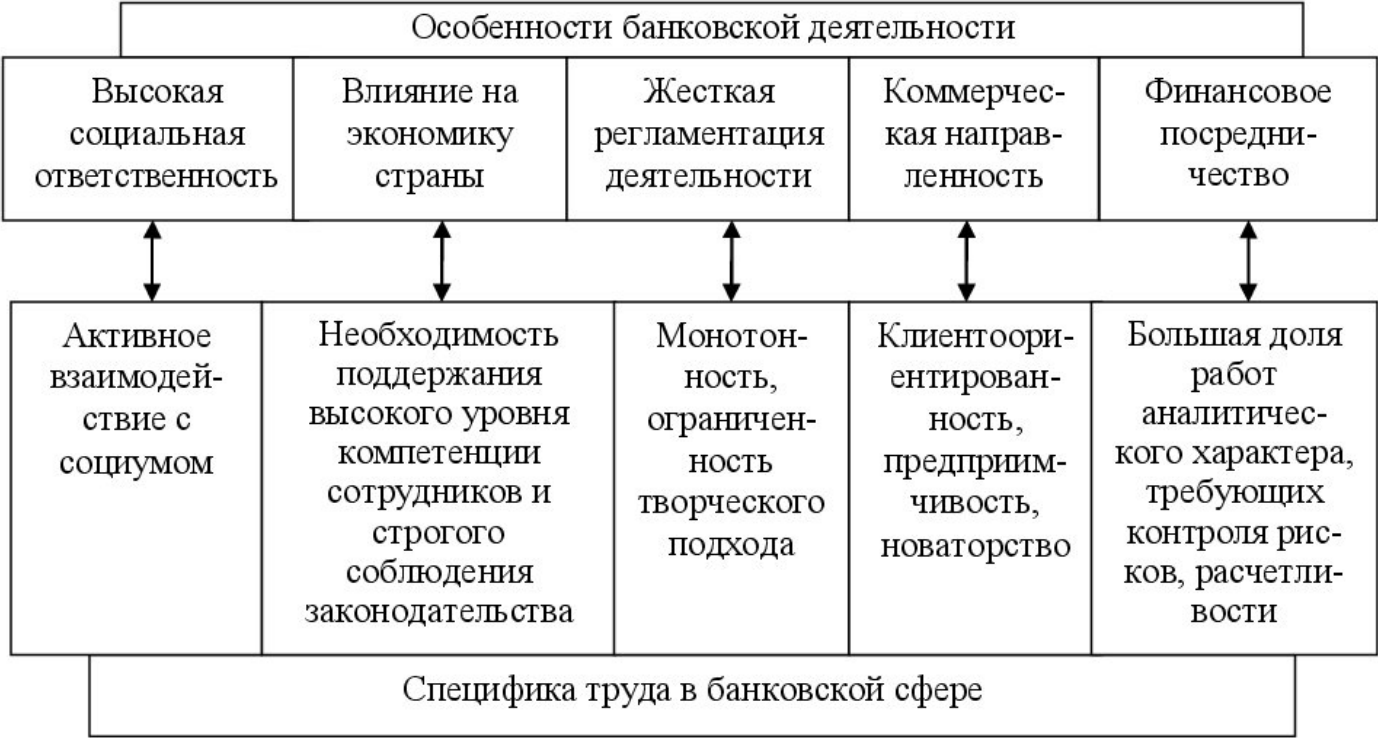 Особенности банковской деятельности
Высокая
социальная
ответственность
Влияние на
экономику
страны
Жесткая
регламентация
деятельности
Коммерчес-
кая направ-
ленность
Финансовое
посредни-
чество
Активное
взаимодей-
ствие с
социумом
Необходимость
поддержания
высокого уровня
компетенции
сотрудников и
строгого
соблюдения
законодательства
Монотон-
ность,
ограничен-
ность
творческого
подхода
Клиентоори-
ентирован-
ность,
предприим-
чивость,
новаторство
Большая доля
работ
аналитичес-
кого характера,
требующих
контроля рис-
ков, расчетли-
вости
Специфика труда в банковской сфере